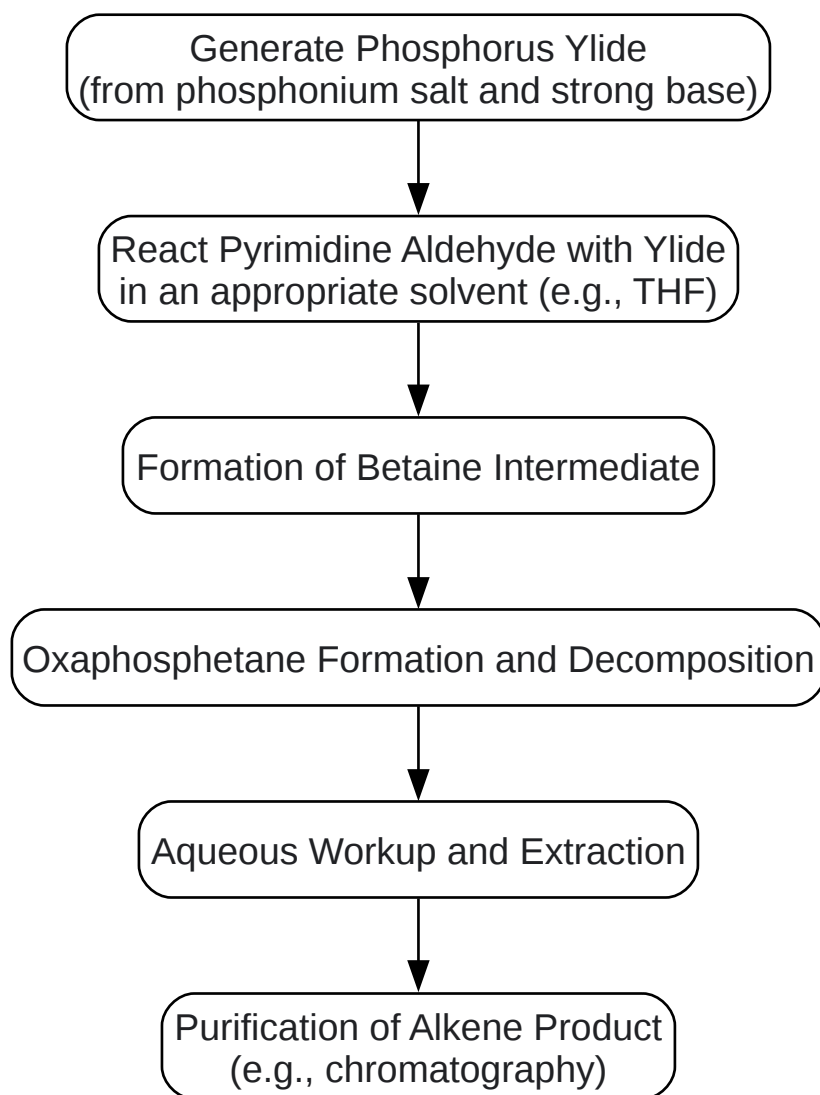 Generate Phosphorus Ylide
(from phosphonium salt and strong base)
React Pyrimidine Aldehyde with Ylide
in an appropriate solvent (e.g., THF)
Formation of Betaine Intermediate
Oxaphosphetane Formation and Decomposition
Aqueous Workup and Extraction
Purification of Alkene Product
(e.g., chromatography)